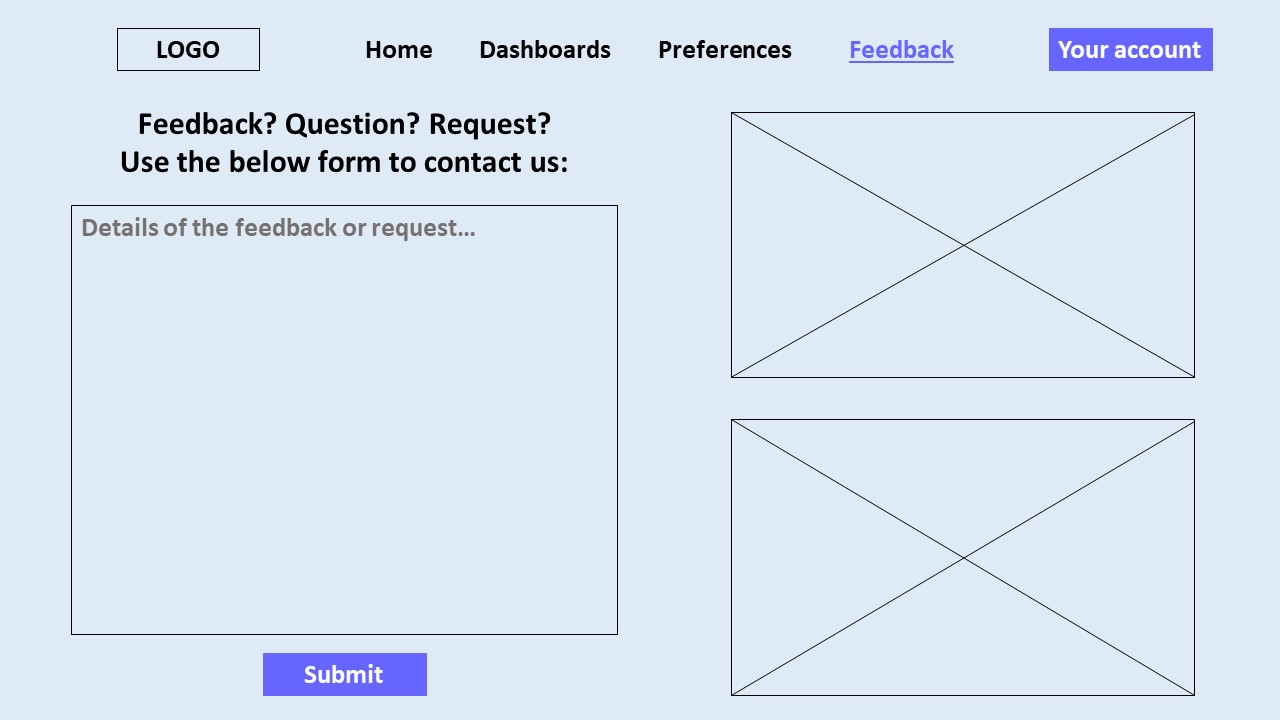 LOGO
Home
Dashboards
Preferences
Feedback
Your account
Feedback? Question? Request?
Use the below form to contact us:
Details of the feedback or request...
Submit